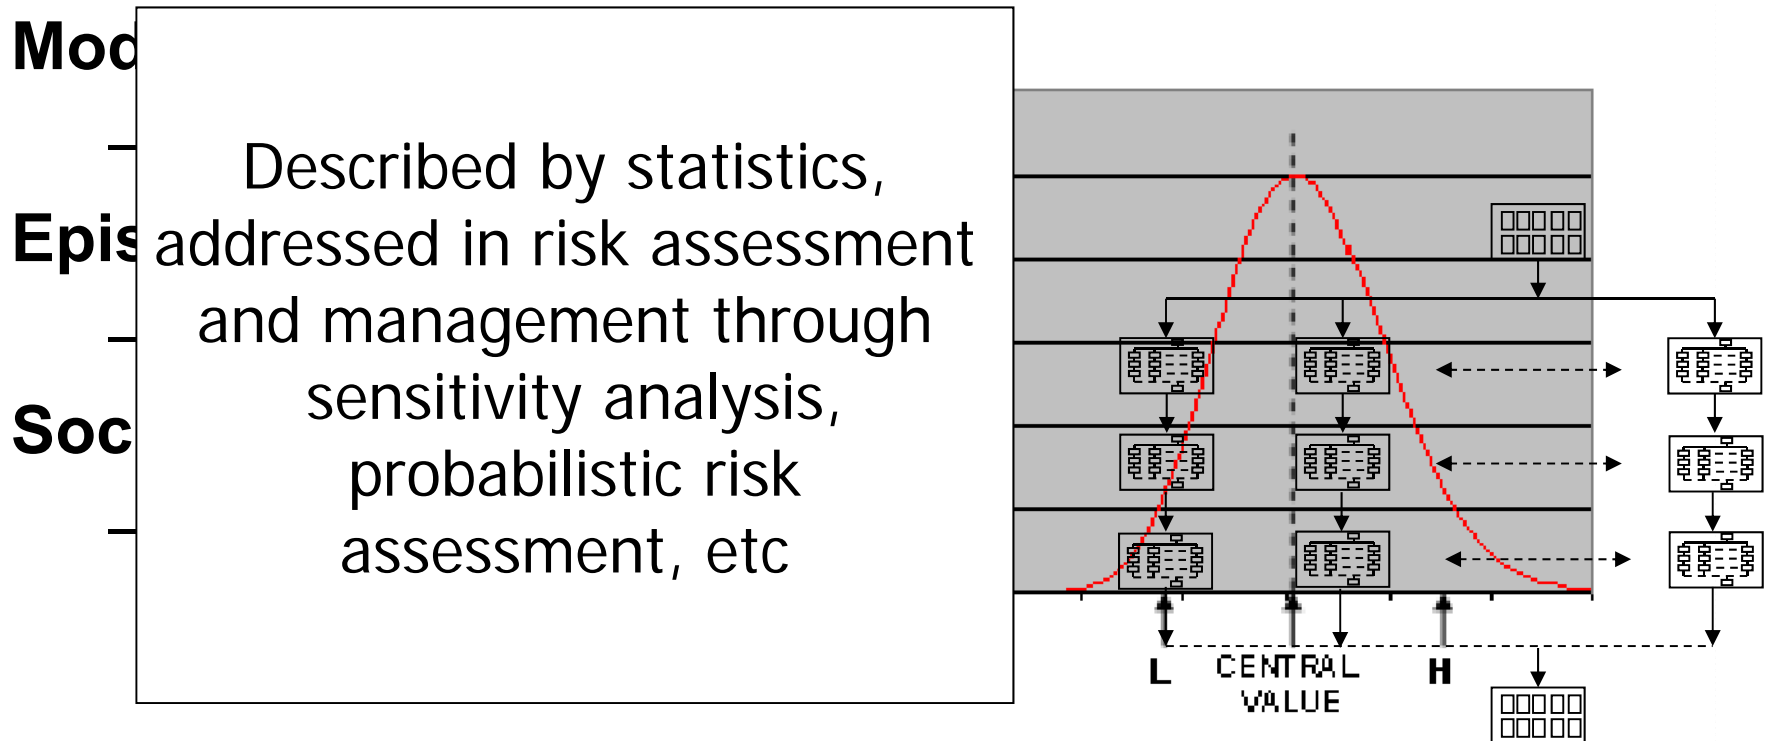 Mod
Described by statistics,
Epis
addressed in risk assessment
and management through
sensitivity analysis,
Soc
probabilistic risk
assessment, etc
L
CENTRAL
VALUE
H